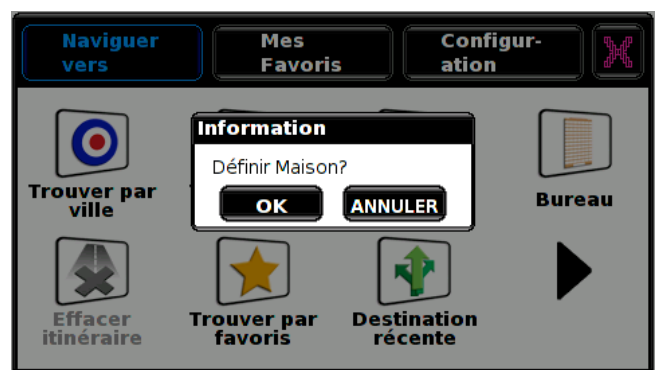 Naviguer
vers
Mes
Favoris
Configur-
ation
Information
Définir Maison?
OK
ANNULER
Trouver par
ville
Bureau
Effacer
itinéraire
Trouver par
favoris
Destination
récente